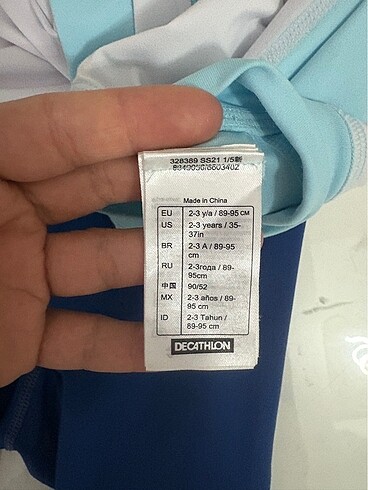 328389 SS21 1/5新
Made in China
EU 2-3 y/a / 89-95 CM
US 2-3 years / 35-
37in
BR 2-3 A / 89-95
cm
RU 2-3года / 89-
95cm
中国 90/52
MX 2-3 años / 89-
95 cm
ID 2-3 Tahun /
89-95 cm
DECATHLON